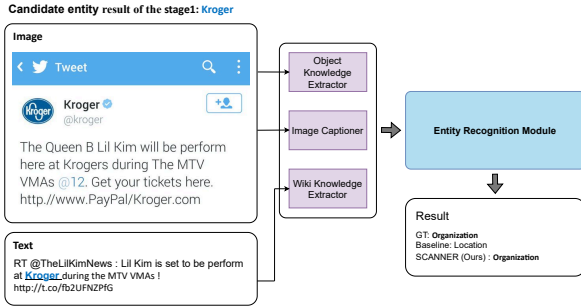 Candidate entity result of the stage1: Kroger
Image
Tweet
Kroger
Kroger
@kroger
The Queen B Lil Kim will be perform
here at Krogers during The MTV
VMAs @12. Get your tickets here.
http://www.PayPal/Kroger.com
Text
RT @TheLilKimNews : Lil Kim is set to be perform
at Kroger during the MTV VMAs !
http://t.co/fb2UFNZPfG
Object
Knowledge
Extractor
Image Captioner
Wiki Knowledge
Extractor
Entity Recognition Module
Result
GT: Organization
Baseline: Location
SCANNER (Ours) : Organization